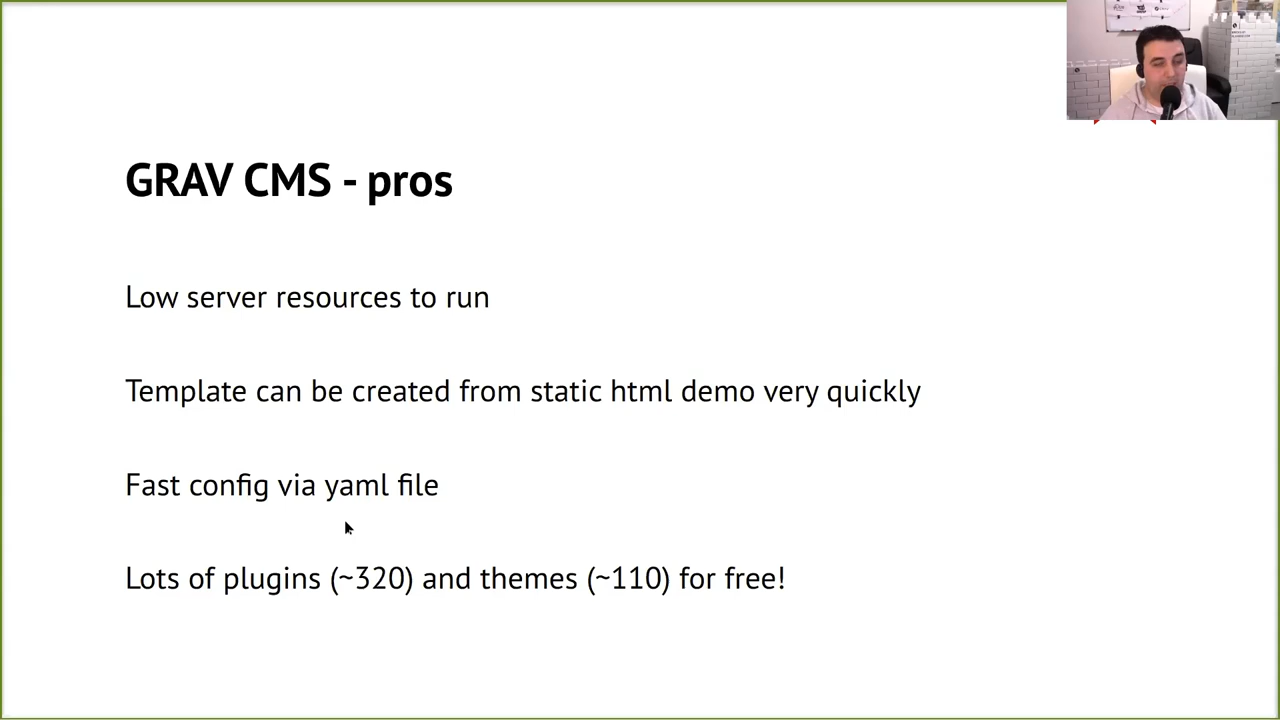 GRAV CMS - pros
Low server resources to run
Template can be created from static html demo very quickly
Fast config via yaml file
Lots of plugins (~320) and themes (~110) for free!